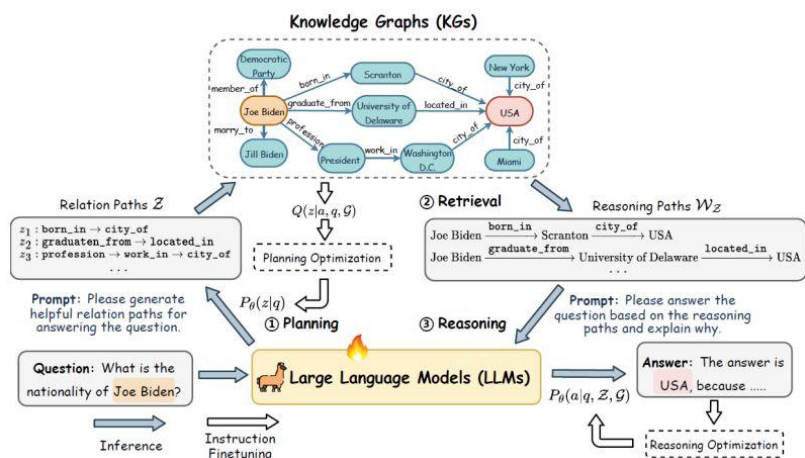 Knowledge Graphs (KGs)
Democratic
Party
born_in
Scranton
city_of
New York
member_of
city_of
Joe Biden
graduate_from
University of
Delaware
located_in
USA
marry_to
profession
city_of
city_of
Jill Biden
President
work_in
Washington
D.C.
Miami
Relation Paths Z
Q(z|a, q, G)
② Retrieval
Reasoning Paths W_Z
z₁ : born_in → city_of
z₂ : graduaten_from → located_in
z₃ : profession → work_in → city_of
...
Planning Optimization
Joe Biden born_in→ Scranton city_of→ USA
Joe Biden graduate_from→ University of Delaware located_in→ USA
...
Prompt: Please generate
helpful relation paths for
answering the question.
P_θ(z|q)
① Planning
③ Reasoning
Prompt: Please answer the
question based on the reasoning
paths and explain why.
Question: What is the
nationality of Joe Biden?
Large Language Models (LLMs)
P_θ(a|q, Z, G)
Answer: The answer is
USA, because .....
Inference
Instruction
Finetuning
Reasoning Optimization